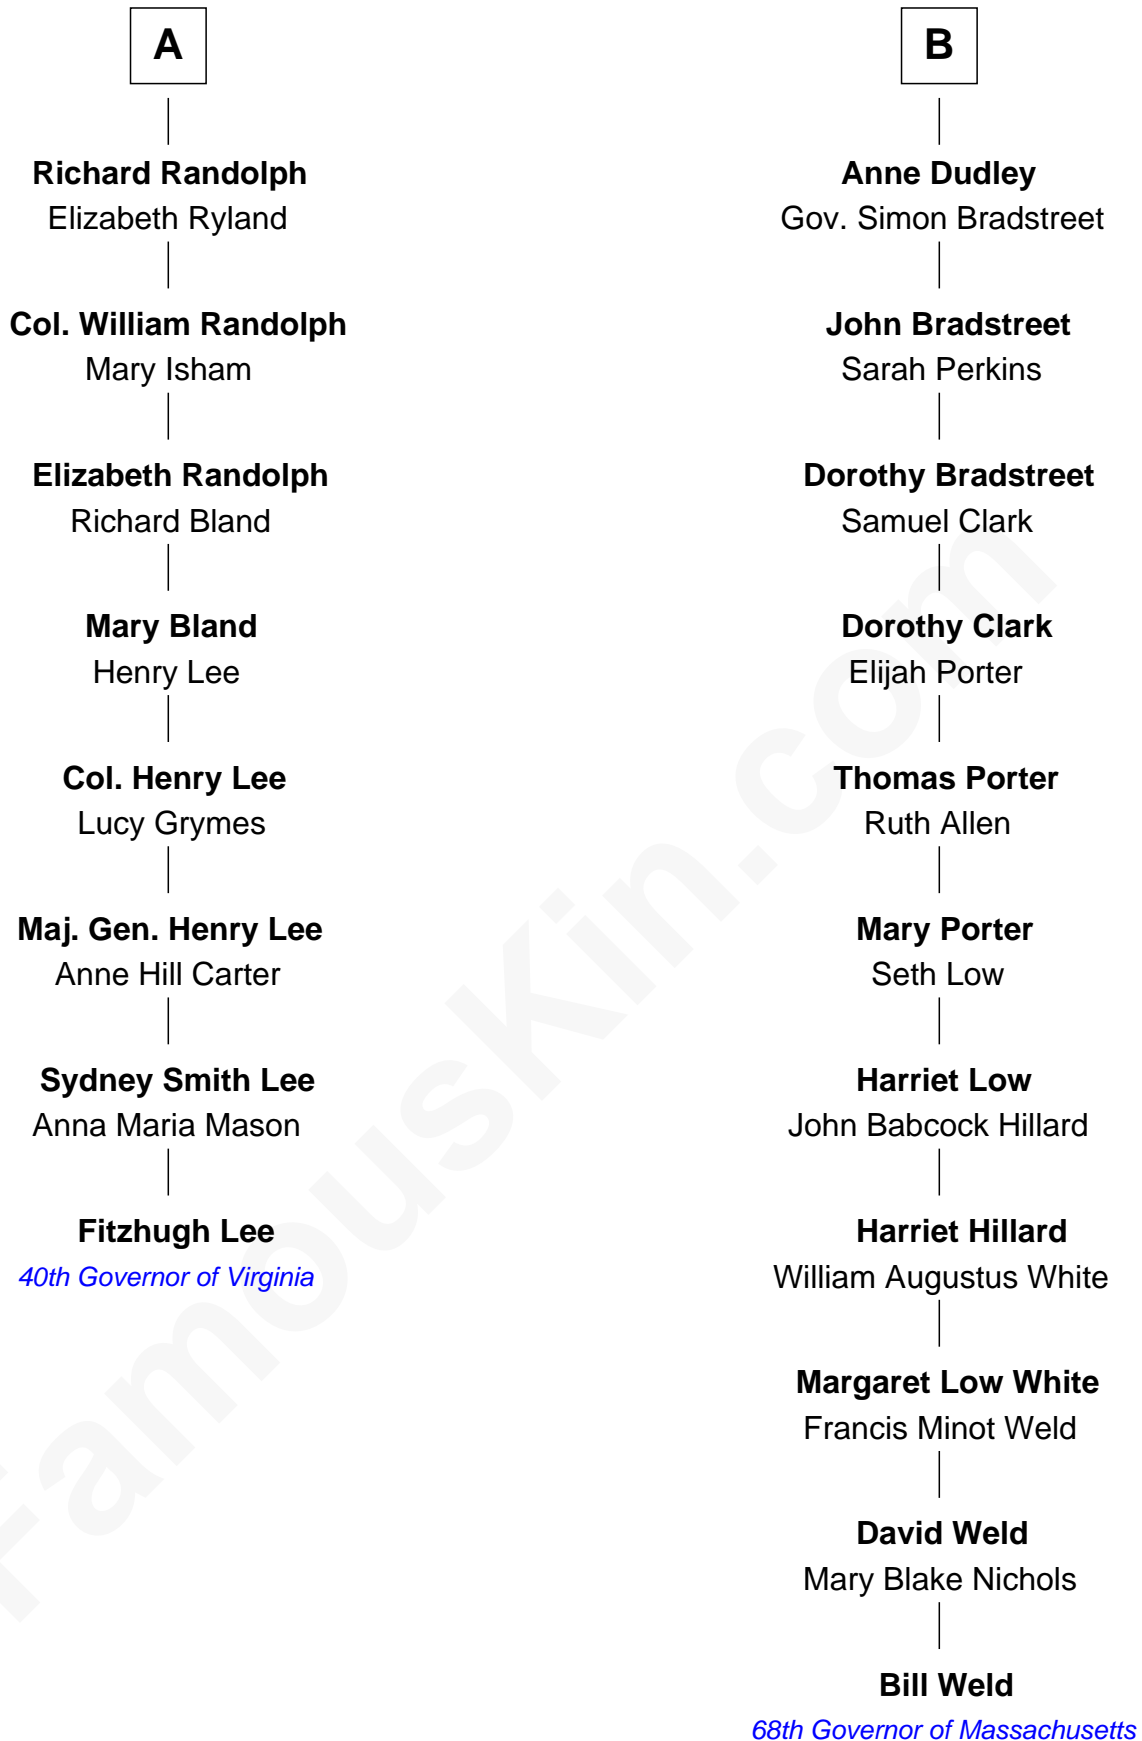 A
Richard Randolph
Elizabeth Ryland
Col. William Randolph
Mary Isham
Elizabeth Randolph
Richard Bland
Mary Bland
Henry Lee
Col. Henry Lee
Lucy Grymes
Maj. Gen. Henry Lee
Anne Hill Carter
Sydney Smith Lee
Anna Maria Mason
Fitzhugh Lee
40th Governor of Virginia
B
Anne Dudley
Gov. Simon Bradstreet
John Bradstreet
Sarah Perkins
Dorothy Bradstreet
Samuel Clark
Dorothy Clark
Elijah Porter
Thomas Porter
Ruth Allen
Mary Porter
Seth Low
Harriet Low
John Babcock Hillard
Harriet Hillard
William Augustus White
Margaret Low White
Francis Minot Weld
David Weld
Mary Blake Nichols
Bill Weld
68th Governor of Massachusetts
FamousKin.com